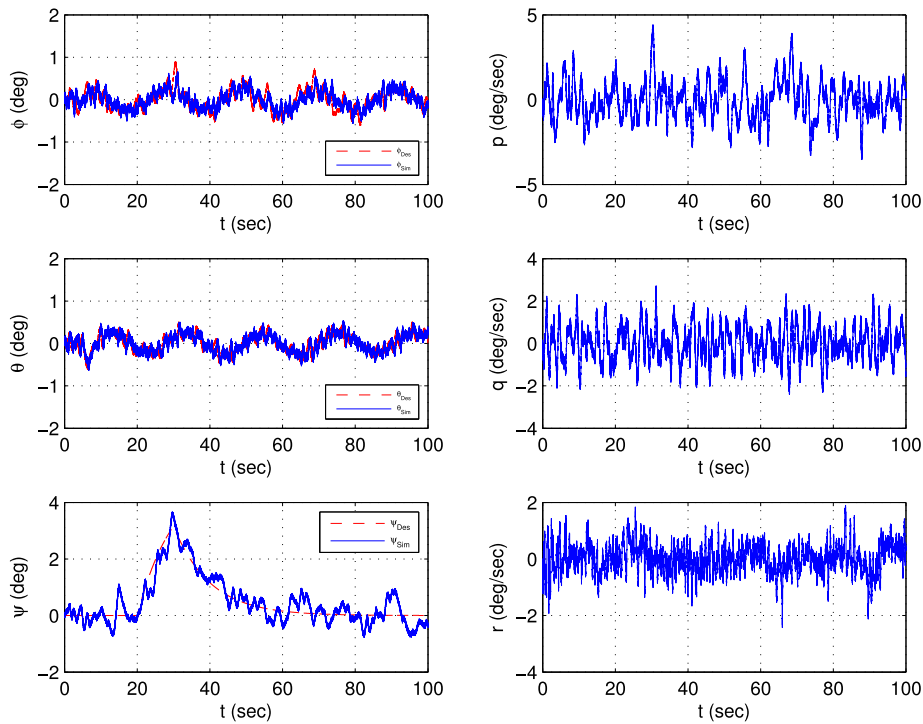 2
1
0
−1
−2
ϕ (deg)
ϕDes
ϕSim
0 20 40 60 80 100
t (sec)
5
0
−5
p (deg/sec)
0 20 40 60 80 100
t (sec)
2
1
0
−1
−2
θ (deg)
θDes
θSim
0 20 40 60 80 100
t (sec)
4
2
0
−2
−4
q (deg/sec)
0 20 40 60 80 100
t (sec)
4
2
0
−2
ψ (deg)
ψDes
ψSim
0 20 40 60 80 100
t (sec)
2
0
−2
−4
r (deg/sec)
0 20 40 60 80 100
t (sec)